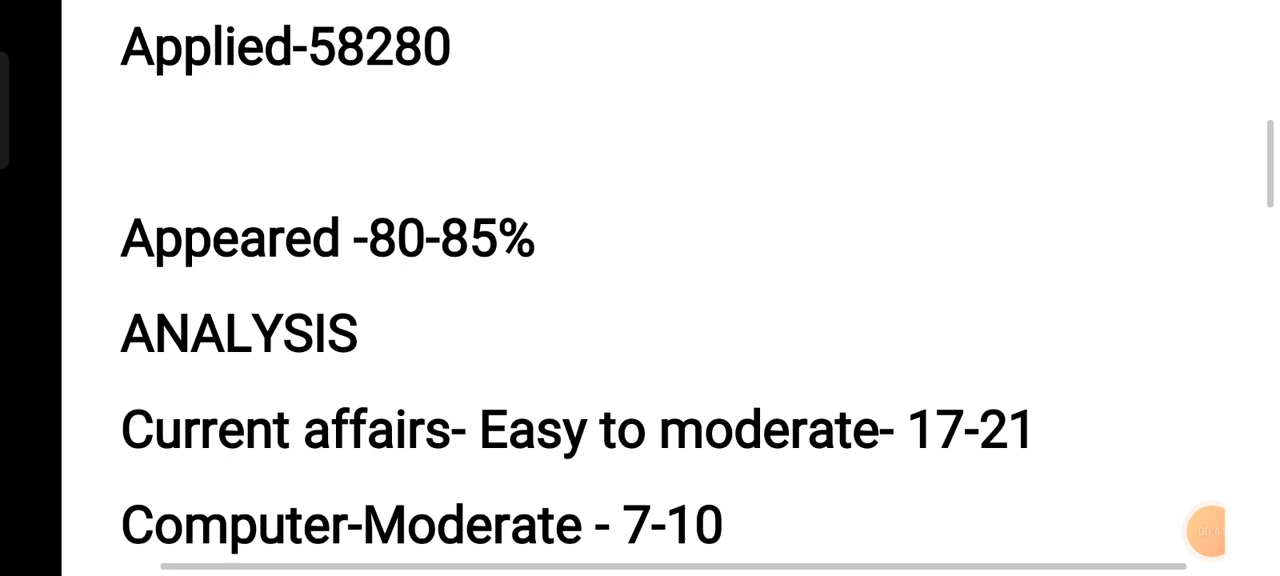 Applied-58280
Appeared -80-85%
ANALYSIS
Current affairs- Easy to moderate- 17-21
Computer-Moderate - 7-10